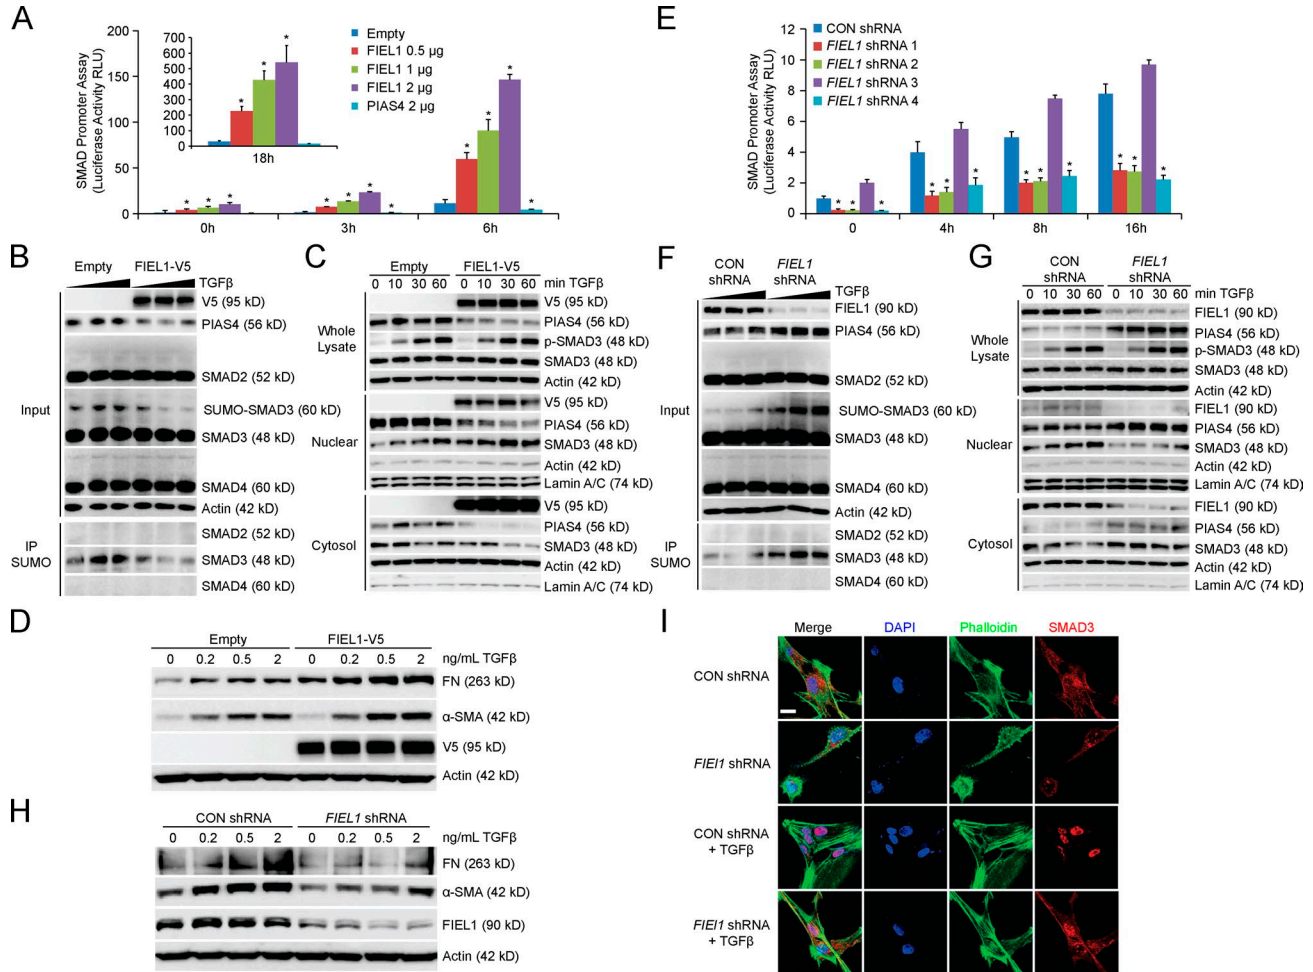 A
SMAD Promoter Assay
(Luciferase Activity RLU)
200
150
100
50
0
700
600
500
400
300
200
100
0
* * *
18h
Empty
FIEL1 0.5 µg
FIEL1 1 µg
FIEL1 2 µg
PIAS4 2 µg
* * *
* * * *
* * * *
0h 3h 6h
E
SMAD Promoter Assay
(Luciferase Activity RLU)
12
10
8
6
4
2
0
CON shRNA
FIEL1 shRNA 1
FIEL1 shRNA 2
FIEL1 shRNA 3
FIEL1 shRNA 4
* * *
* * *
* * *
* * *
0 4h 8h 16h
B
Empty FIEL1-V5
TGFβ
V5 (95 kD)
PIAS4 (56 kD)
SMAD2 (52 kD)
Input
SUMO-SMAD3 (60 kD)
SMAD3 (48 kD)
SMAD4 (60 kD)
Actin (42 kD)
IP
SUMO
SMAD2 (52 kD)
SMAD3 (48 kD)
SMAD4 (60 kD)
C
Empty FIEL1-V5
0 10 30 60 0 10 30 60 min TGFβ
V5 (95 kD)
Whole
Lysate
PIAS4 (56 kD)
p-SMAD3 (48 kD)
SMAD3 (48 kD)
Actin (42 kD)
Nuclear
V5 (95 kD)
PIAS4 (56 kD)
SMAD3 (48 kD)
Actin (42 kD)
Lamin A/C (74 kD)
Cytosol
V5 (95 kD)
PIAS4 (56 kD)
SMAD3 (48 kD)
Actin (42 kD)
Lamin A/C (74 kD)
F
CON
shRNA
FIEL1
shRNA
TGFβ
FIEL1 (90 kD)
PIAS4 (56 kD)
SMAD2 (52 kD)
Input
SUMO-SMAD3 (60 kD)
SMAD3 (48 kD)
SMAD4 (60 kD)
Actin (42 kD)
IP
SUMO
SMAD2 (52 kD)
SMAD3 (48 kD)
SMAD4 (60 kD)
G
CON
shRNA
FIEL1
shRNA
0 10 30 60 0 10 30 60 min TGFβ
FIEL1 (90 kD)
Whole
Lysate
PIAS4 (56 kD)
p-SMAD3 (48 kD)
SMAD3 (48 kD)
Actin (42 kD)
Nuclear
FIEL1 (90 kD)
PIAS4 (56 kD)
SMAD3 (48 kD)
Actin (42 kD)
Lamin A/C (74 kD)
Cytosol
FIEL1 (90 kD)
PIAS4 (56 kD)
SMAD3 (48 kD)
Actin (42 kD)
Lamin A/C (74 kD)
D
Empty FIEL1-V5
0 0.2 0.5 2 0 0.2 0.5 2 ng/mL TGFβ
FN (263 kD)
α-SMA (42 kD)
V5 (95 kD)
Actin (42 kD)
H
CON shRNA FIEL1 shRNA
0 0.2 0.5 2 0 0.2 0.5 2 ng/mL TGFβ
FN (263 kD)
α-SMA (42 kD)
FIEL1 (90 kD)
Actin (42 kD)
I
Merge DAPI Phalloidin SMAD3
CON shRNA
FIEl1 shRNA
CON shRNA
+ TGFβ
FIEl1 shRNA
+ TGFβ